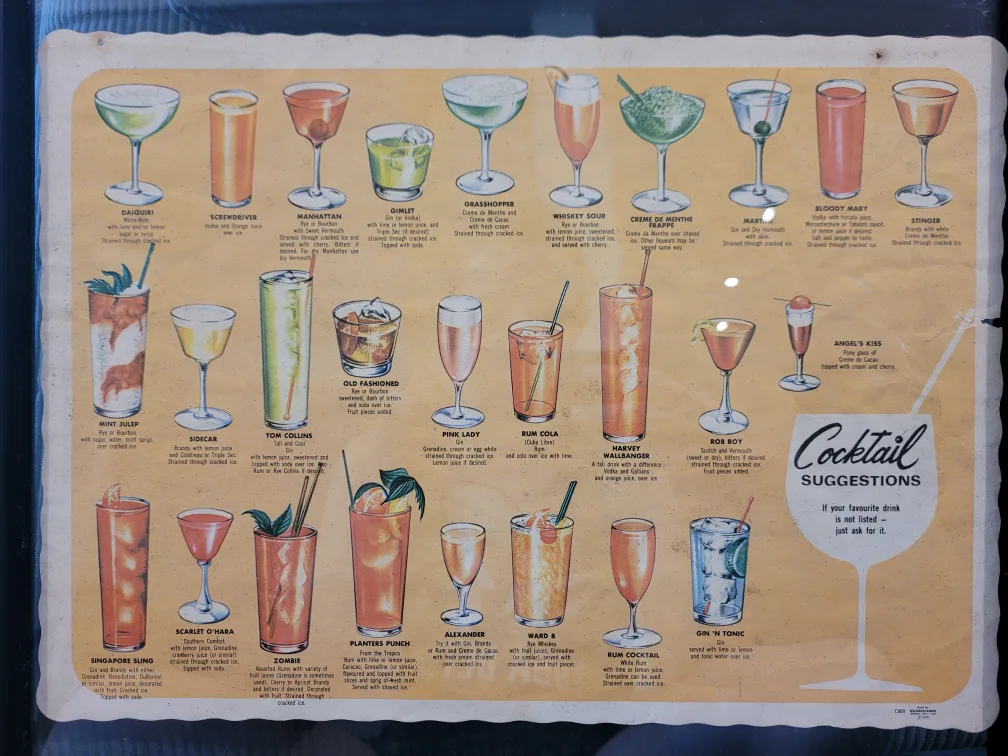 DAIQUIRI
White Rum
with lime and/or lemon
sugar or syrup
Strained through cracked ice.
SCREWDRIVER
Vodka and Orange Juice
over ice.
MANHATTAN
Rye or Bourbon
with Sweet Vermouth
Strained through cracked ice and
served with cherry. Bitters if
desired. For dry Manhattan use
Dry Vermouth.
GIMLET
Gin (or Vodka)
with lime or lemon juice, and
Triple Sec (if desired)
strained through cracked ice.
Topped with soda.
GRASSHOPPER
Creme de Menthe and
Creme de Cacao
with fresh cream
Strained through cracked ice.
WHISKEY SOUR
Rye or Bourbon
with lemon juice, sweetened,
strained through cracked ice,
and served with cherry.
CREME DE MENTHE
FRAPPE
Creme de Menthe over shaved
ice. Other liqueurs may be
served same way.
Gin and Dry Vermouth
with olive.
Strained through cracked ice.
BLOODY MARY
Vodka with tomato juice,
Worcestershire or Tabasco sauce,
or lemon juice if desired.
Salt and pepper to taste.
Strained through cracked ice.
STINGER
Brandy with white
Creme de Menthe.
Strained through cracked ice.
MINT JULEP
Rye or Bourbon
with sugar, water, mint sprigs,
over cracked ice
SIDECAR
Brandy with lemon juice
and Cointreau or Triple Sec.
Strained through cracked ice.
TOM COLLINS
Tall and Cool
Gin
with lemon juice, sweetened and
topped with soda over ice. Also
Rum or Rye Collins if desired.
OLD FASHIONED
Rye or Bourbon
sweetened, dash of bitters
and soda over ice.
Fruit pieces added.
PINK LADY
Gin
Grenadine, cream or egg white
strained through cracked ice.
Lemon juice if desired.
RUM COLA
(Cuba Libre)
Rum
and cola over ice with lime.
HARVEY
WALLBANGER
A tall drink with a difference
Vodka and Galliano
and orange juice, over ice
ROB ROY
Scotch and Vermouth
(sweet or dry), bitters if desired
strained through cracked ice.
Fruit pieces added.
ANGEL'S KISS
Pony glass of
Creme de Cacao
topped with cream and cherry.
Cocktail
SUGGESTIONS
If your favourite drink
is not listed –
just ask for it.
SINGAPORE SLING
Gin and Brandy with either
Grenadine, Benedictine, DuBonnet
or similar, lemon juice, decorated
with fruit. Cracked ice.
Topped with soda.
SCARLET O'HARA
Southern Comfort
with lemon juice, Grenadine,
cranberry juice (or similar)
strained through cracked ice,
topped with soda.
ZOMBIE
Assorted Rums with variety of
fruit juices (Grenadine is sometimes
used). Cherry or Apricot Brandy
and bitters if desired. Decorated
with fruit. Strained through
cracked ice.
PLANTERS PUNCH
From the Tropics
Rum with lime or lemon juice,
Curacao, Grenadine (or similar),
flavoured and topped with fruit
slices and sprig of fresh mint.
Served with shaved ice.
ALEXANDER
Try it with Gin, Brandy
or Rum and Creme de Cacao
with fresh cream strained
over cracked ice.
WARD 8
Rye Whiskey
with fruit juices, Grenadine
(or similar), served with
cracked ice and fruit pieces.
RUM COCKTAIL
White Rum
with lime or lemon.
Grenadine can be used.
Strained over cracked ice.
GIN 'N TONIC
Gin
served with lime or lemon
and tonic water over ice.